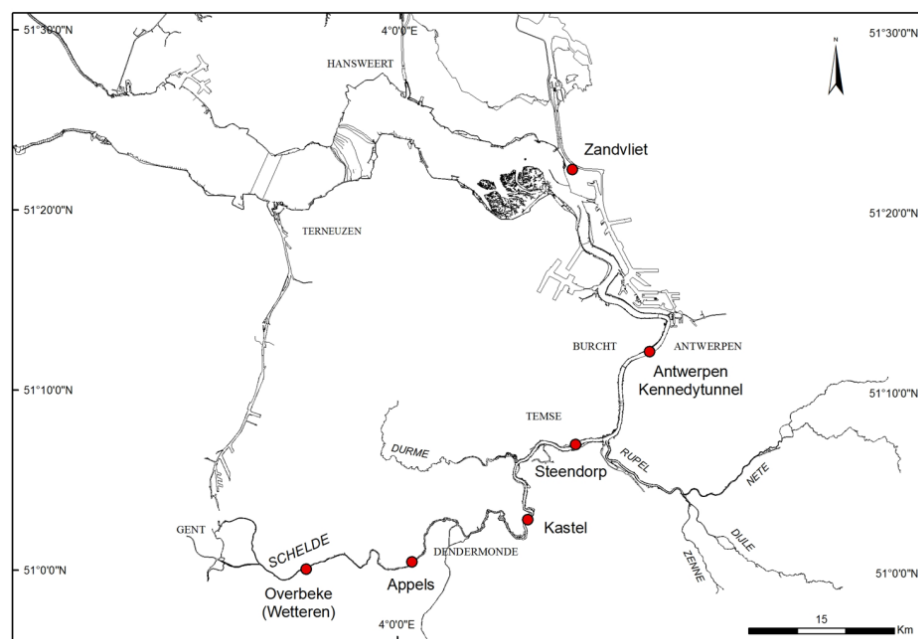 51°30'0"N
4°0'0"E
51°30'0"N
N
HANSWEERT
Zandvliet
51°20'0"N
51°20'0"N
TERNEUZEN
BURCHT
ANTWERPEN
Antwerpen
Kennedytunnel
51°10'0"N
51°10'0"N
TEMSE
DURME
Steendorp
RUPEL
NETE
Kastel
GENT
SCHELDE
DENDERMONDE
DIJLE
ZENNE
51°0'0"N
51°0'0"N
Appels
Overbeke
(Wetteren)
4°0'0"E
15
Km